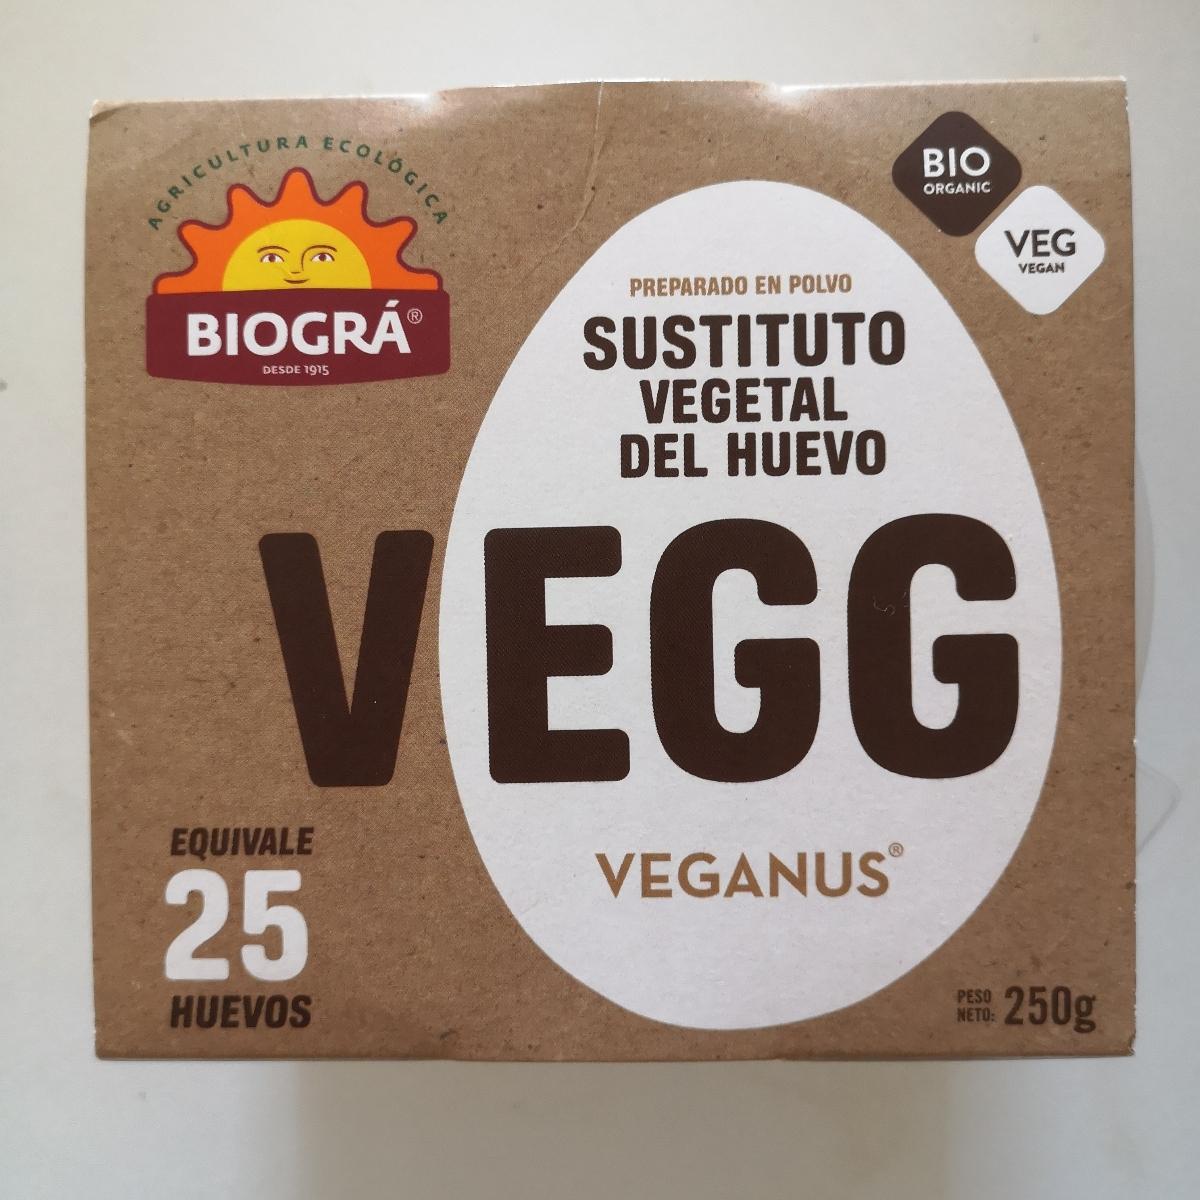 AGRICULTURA ECOLÓGICA
BIOGRÁ®
DESDE 1915
BIO
ORGANIC
VEG
VEGAN
PREPARADO EN POLVO
SUSTITUTO
VEGETAL
DEL HUEVO
VEGG
VEGANUS®
EQUIVALE
25
HUEVOS
PESO
NETO: 250g